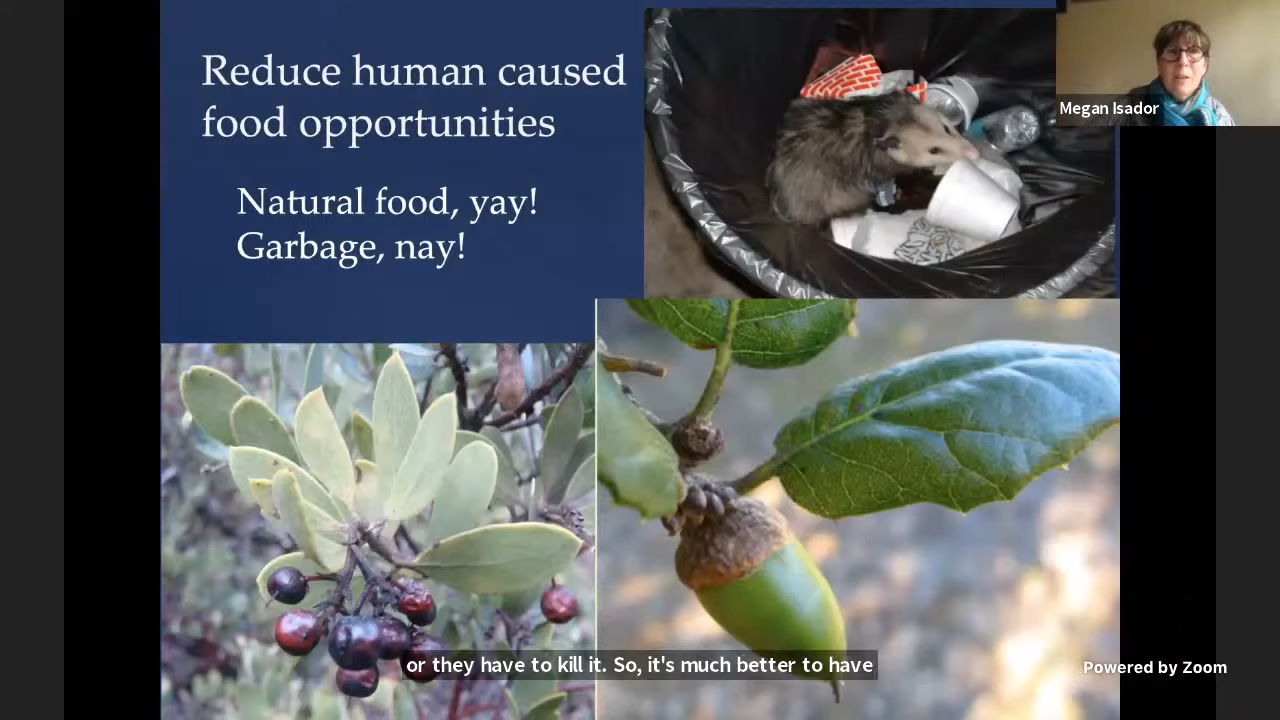 Reduce human caused
food opportunities
Natural food, yay!
Garbage, nay!
Megan Isador
or they have to kill it. So, it's much better to have
Powered by Zoom